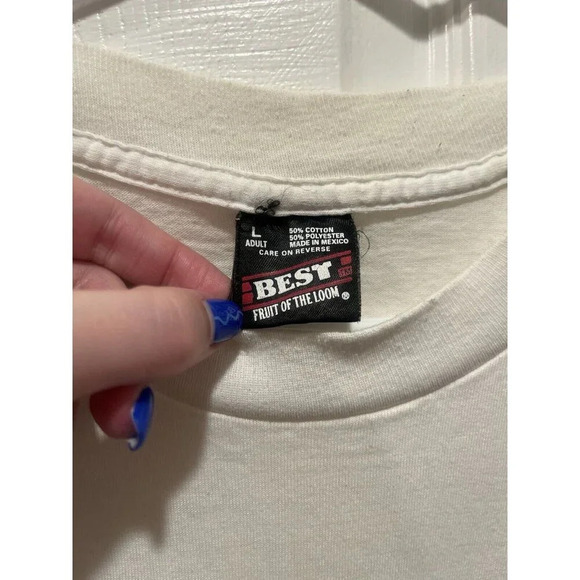 L
ADULT
50% COTTON
50% POLYESTER
MADE IN MEXICO
CARE ON REVERSE
BEST
FRUIT OF THE LOOM ®